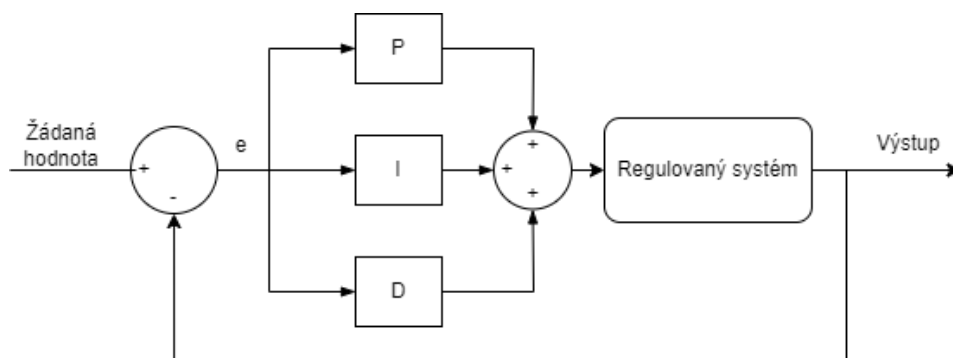 P
Žádaná
hodnota
+
-
e
I
+
+
+
Regulovaný systém
Výstup
D